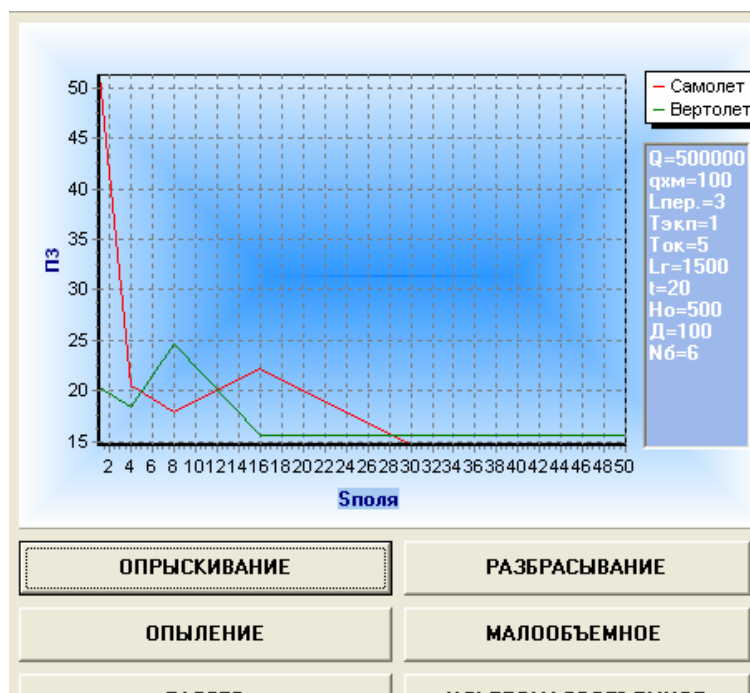 50
45
40
35
30
25
20
15
ПЗ
2 4 6 8 10 12 14 16 18 20 22 24 26 28 30 32 34 36 38 40 42 44 46 48 50
Sполя
Самолет
Вертолет
Q=500000
qхм=100
Lпер.=3
Tэкп=1
Tок=5
Lг=1500
t=20
Но=500
Д=100
Nб=6
ОПРЫСКИВАНИЕ
РАЗБРАСЫВАНИЕ
ОПЫЛЕНИЕ
МАЛООБЪЕМНОЕ